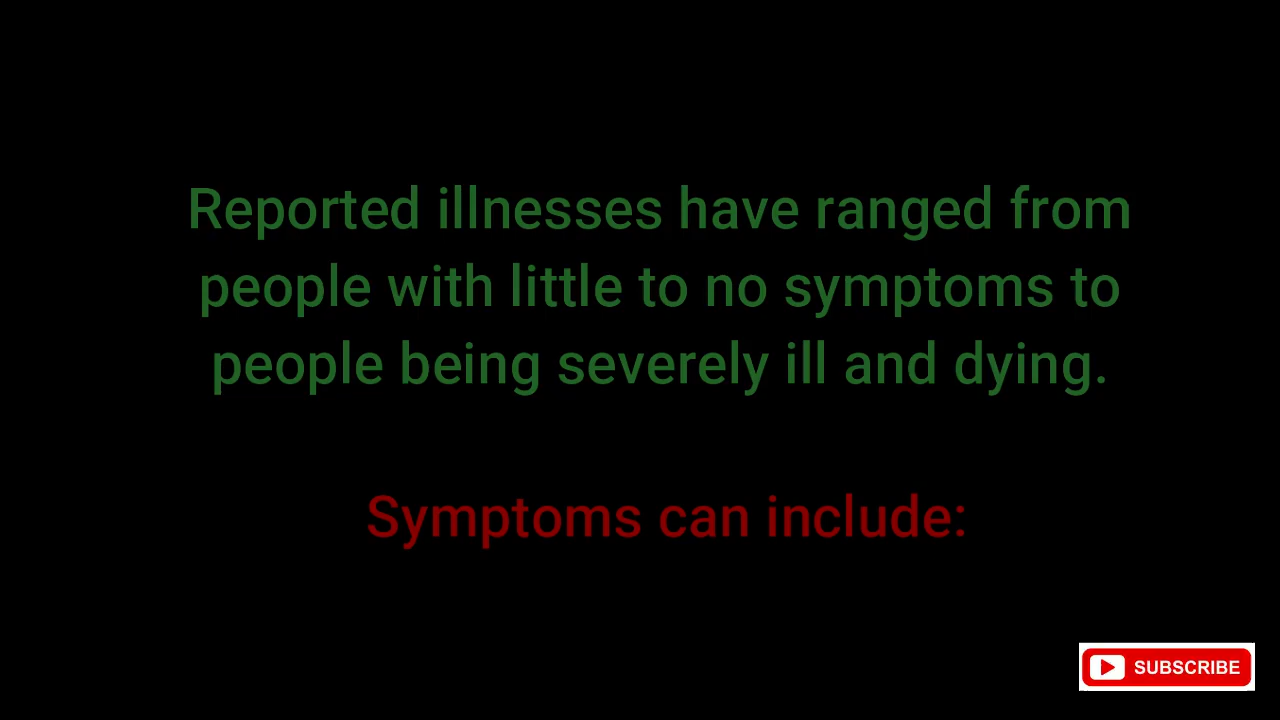 Reported illnesses have ranged from
people with little to no symptoms to
people being severely ill and dying.
Symptoms can include:
SUBSCRIBE